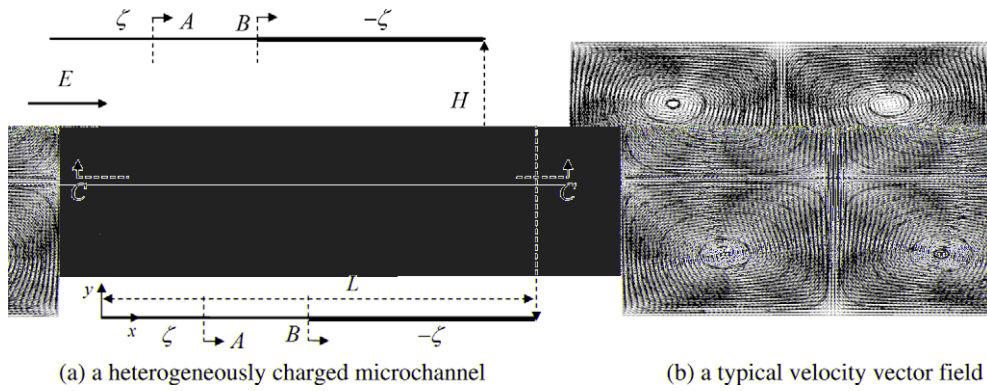 ζ A B −ζ
E
H
C C
L
y
x ζ A B −ζ
(a) a heterogeneously charged microchannel (b) a typical velocity vector field